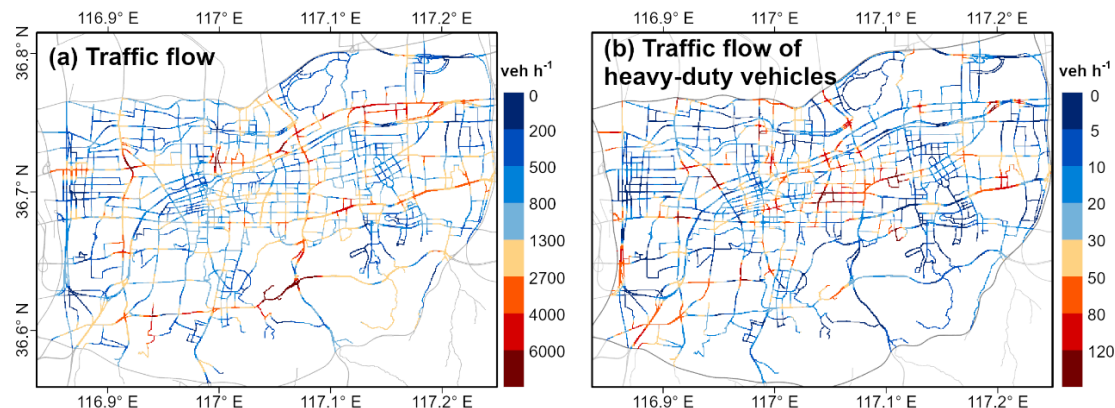 116.9° E 117° E 117.1° E 117.2° E
116.9° E 117° E 117.1° E 117.2° E
36.8° N
36.7° N
36.6° N
(a) Traffic flow
veh h⁻¹
0
200
500
800
1300
2700
4000
6000
(b) Traffic flow of
heavy-duty vehicles
veh h⁻¹
0
5
10
20
30
50
80
120
116.9° E 117° E 117.1° E 117.2° E
116.9° E 117° E 117.1° E 117.2° E